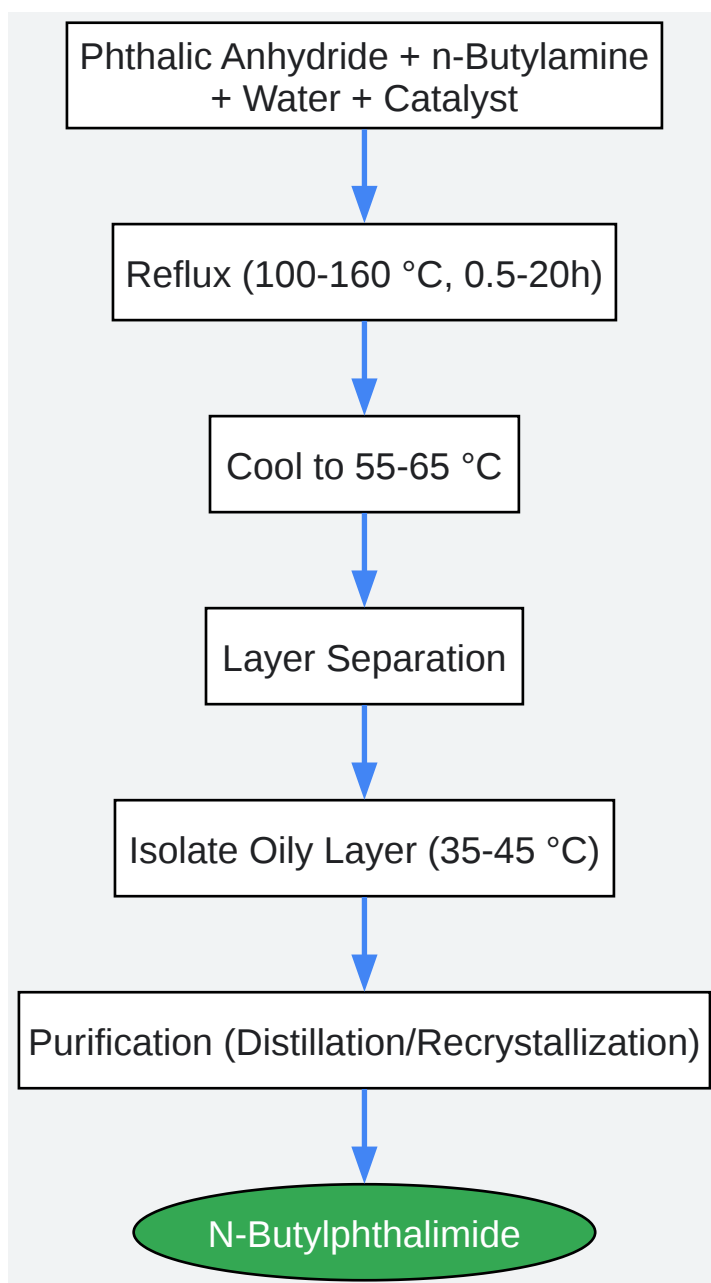 Phthalic Anhydride + n-Butylamine
+ Water + Catalyst
Reflux (100-160 °C, 0.5-20h)
Cool to 55-65 °C
Layer Separation
Isolate Oily Layer (35-45 °C)
Purification (Distillation/Recrystallization)
N-Butylphthalimide